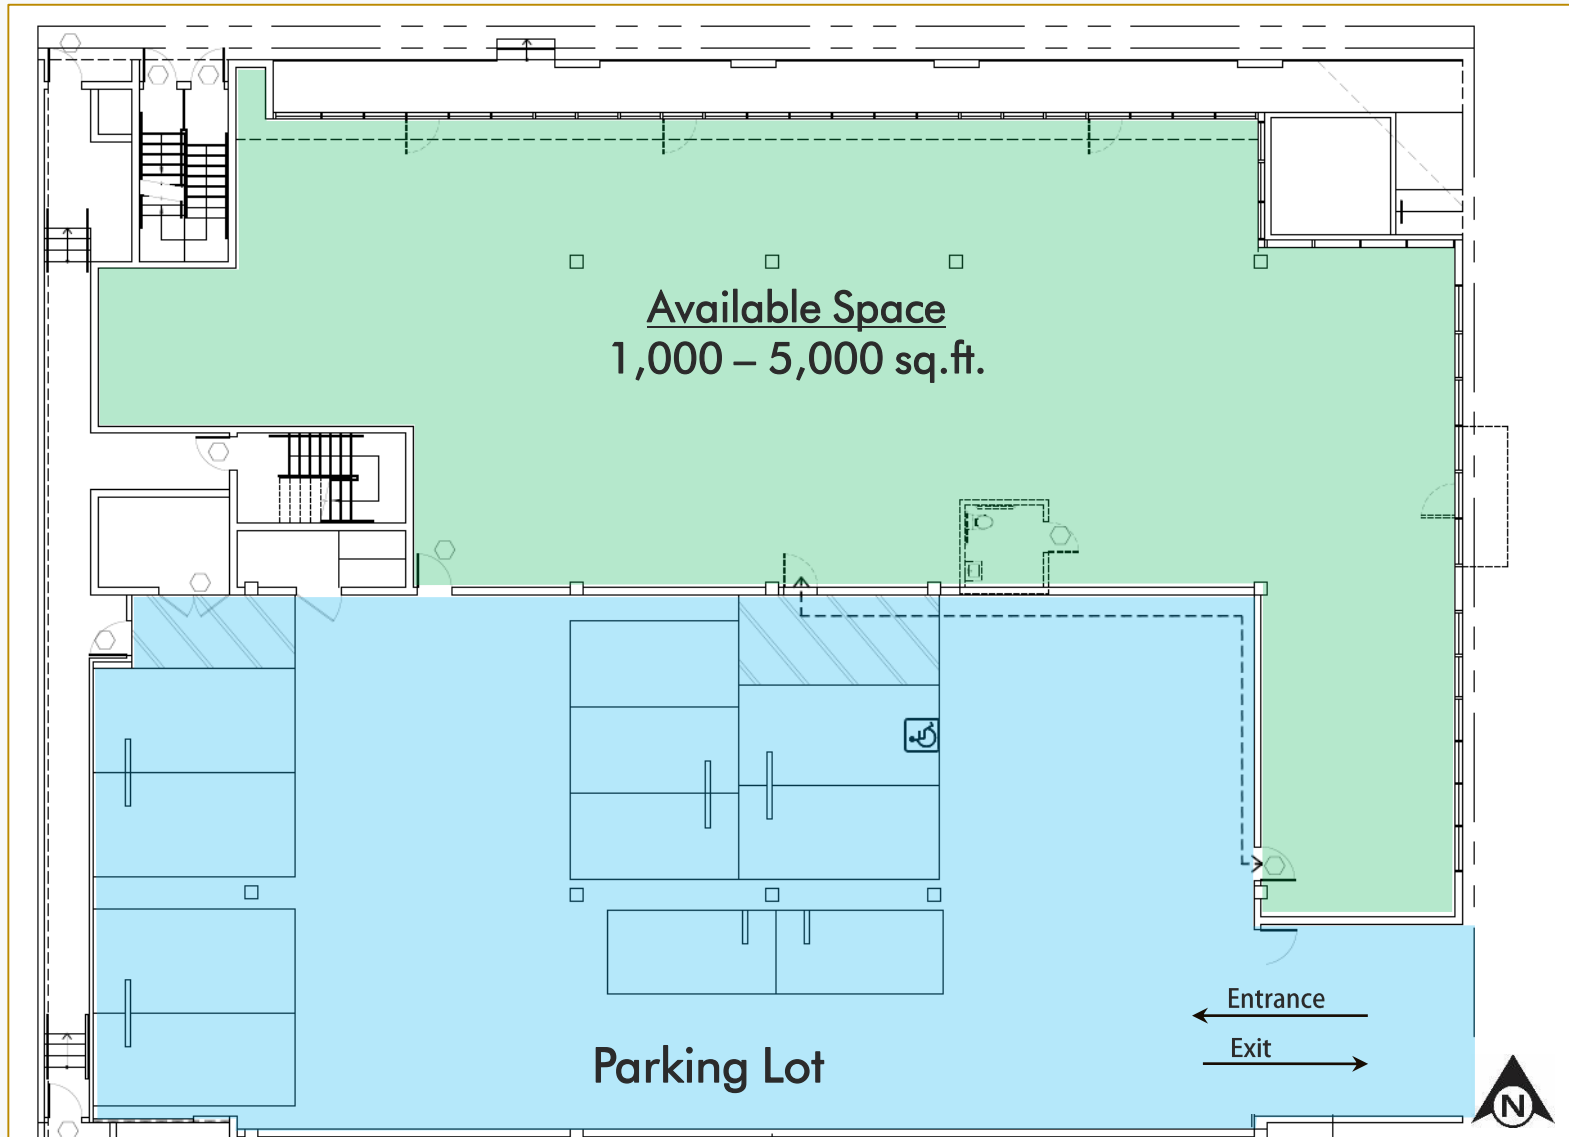 Available Space
1,000 – 5,000 sq.ft.
Entrance
Exit
Parking Lot
N